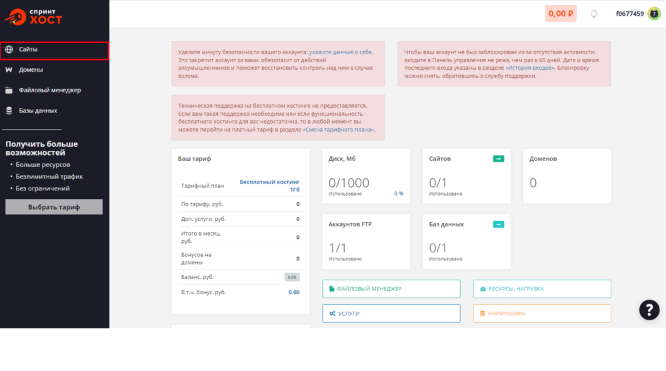 спринт
ХОСТ
0,00 ₽
f0677459
Сайты
Домены
Файловый менеджер
Базы данных
Получить больше
возможностей
• Больше ресурсов
• Безлимитный трафик
• Без ограничений
Выбрать тариф
Уделите минуту безопасности вашего аккаунта: укажите данные о себе.
Это закрепит аккаунт за вами, обезопасит от действий
злоумышленников и поможет восстановить контроль над ним в случае
взлома.
Чтобы ваш аккаунт не был заблокирован из-за отсутствия активности,
входите в Панель управления не реже, чем раз в 60 дней. Дата и время
последнего входа указаны в разделе «История входов». Блокировку
можно снять, обратившись в службу поддержки.
Техническая поддержка на бесплатном хостинге не предоставляется.
Если вам такая поддержка необходима или если функциональность
бесплатного хостинга для вас недостаточна, то в любой момент вы
можете перейти на платный тариф в разделе «Смена тарифного плана».
Ваш тариф
Тарифный план
Бесплатный хостинг
1Гб
По тарифу, руб.
0
Доп. услуги, руб.
0
Итого в месяц,
руб.
0
Бонусов на
домены
0
Баланс, руб.
0.00
В т.ч. бонус, руб.
0.00
Диск, Мб
0/1000
Использовано
0 %
Сайтов
0/1
Использовано
Доменов
0
Аккаунтов FTP
1/1
Использовано
Баз данных
0/1
Использовано
ФАЙЛОВЫЙ МЕНЕДЖЕР
РЕСУРСЫ, НАГРУЗКА
УСЛУГИ
PHPMYADMIN
?